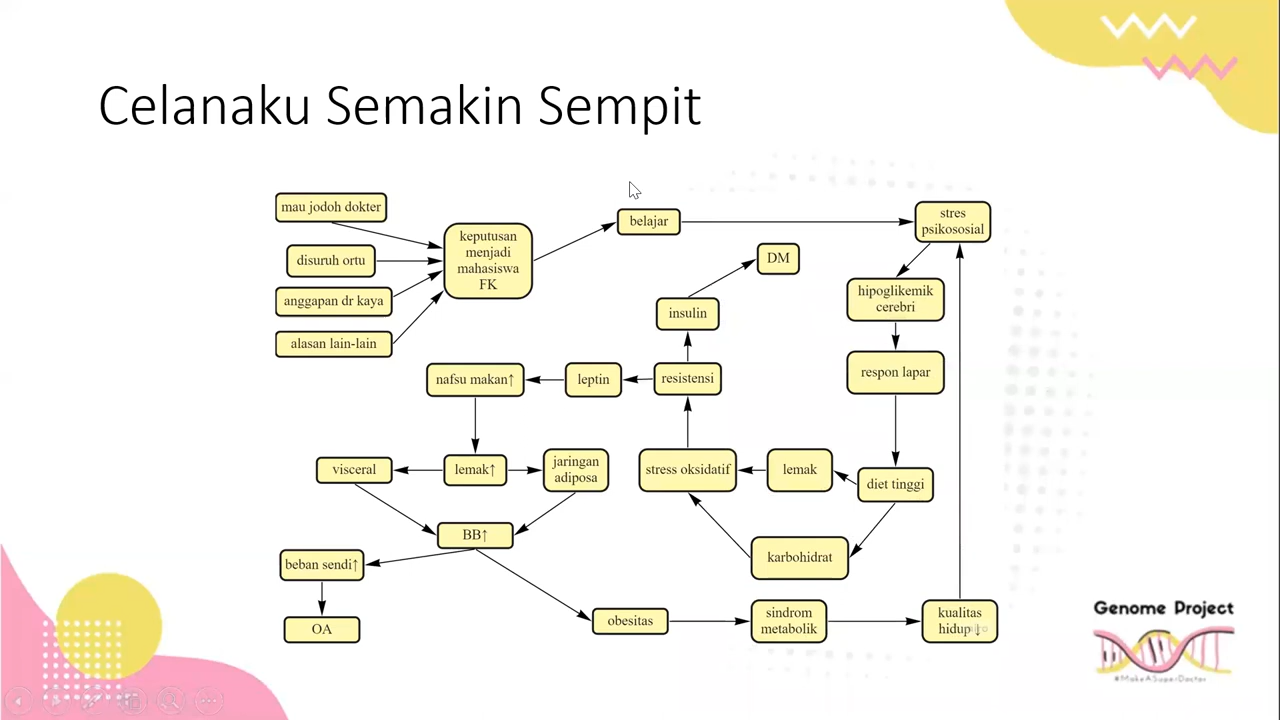 Celanaku Semakin Sempit
mau jodoh dokter
disuruh ortu
anggapan dr kaya
alasan lain-lain
keputusan
menjadi
mahasiswa
FK
belajar
stres
psikososial
DM
hipoglikemik
cerebri
insulin
respon lapar
nafsu makan↑
leptin
resistensi
visceral
lemak↑
jaringan
adiposa
stress oksidatif
lemak
diet tinggi
BB↑
karbohidrat
beban sendi↑
OA
obesitas
sindrom
metabolik
kualitas
hidup↓
Genome Project
#MakeASuperDoctor